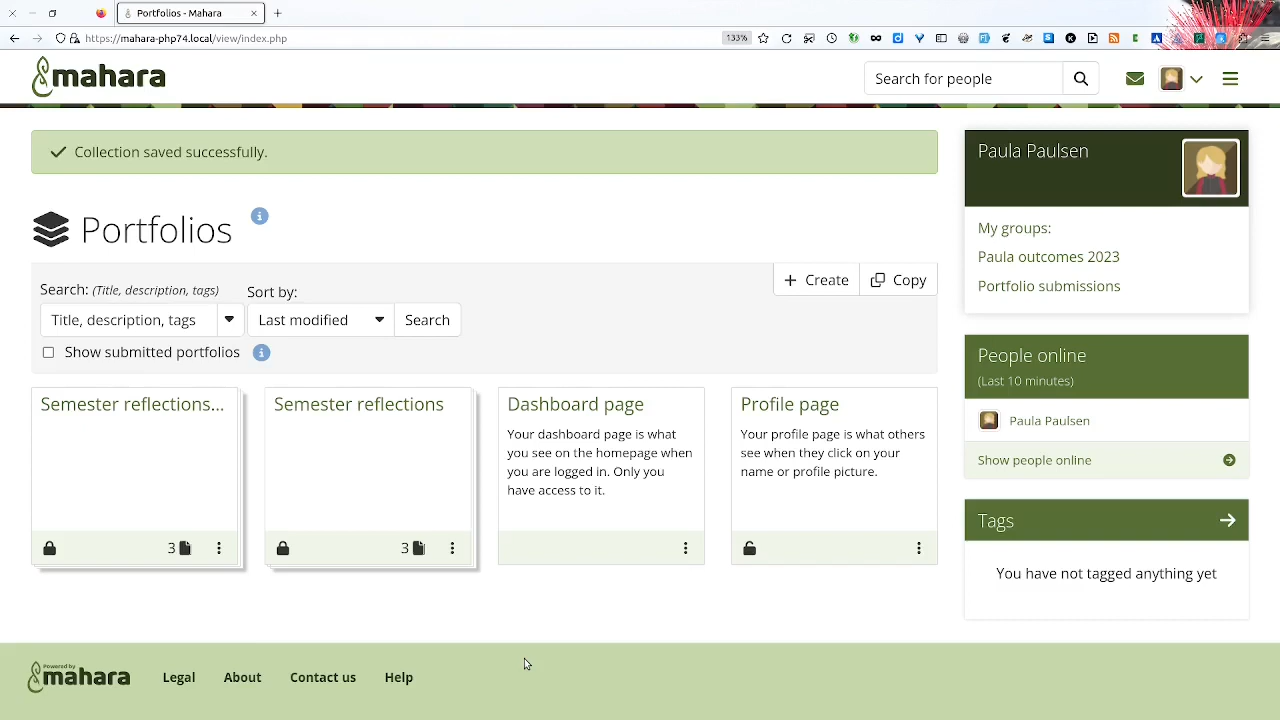 Portfolios - Mahara
https://mahara-php74.local/view/index.php
133%
mahara
Search for people
Collection saved successfully.
Portfolios
Create
Copy
Search: (Title, description, tags)
Sort by:
Title, description, tags
Last modified
Search
Show submitted portfolios
Semester reflections...
3
Semester reflections
3
Dashboard page
Your dashboard page is what
you see on the homepage when
you are logged in. Only you
have access to it.
Profile page
Your profile page is what others
see when they click on your
name or profile picture.
Paula Paulsen
My groups:
Paula outcomes 2023
Portfolio submissions
People online
(Last 10 minutes)
Paula Paulsen
Show people online
Tags
You have not tagged anything yet
Powered by
mahara
Legal
About
Contact us
Help